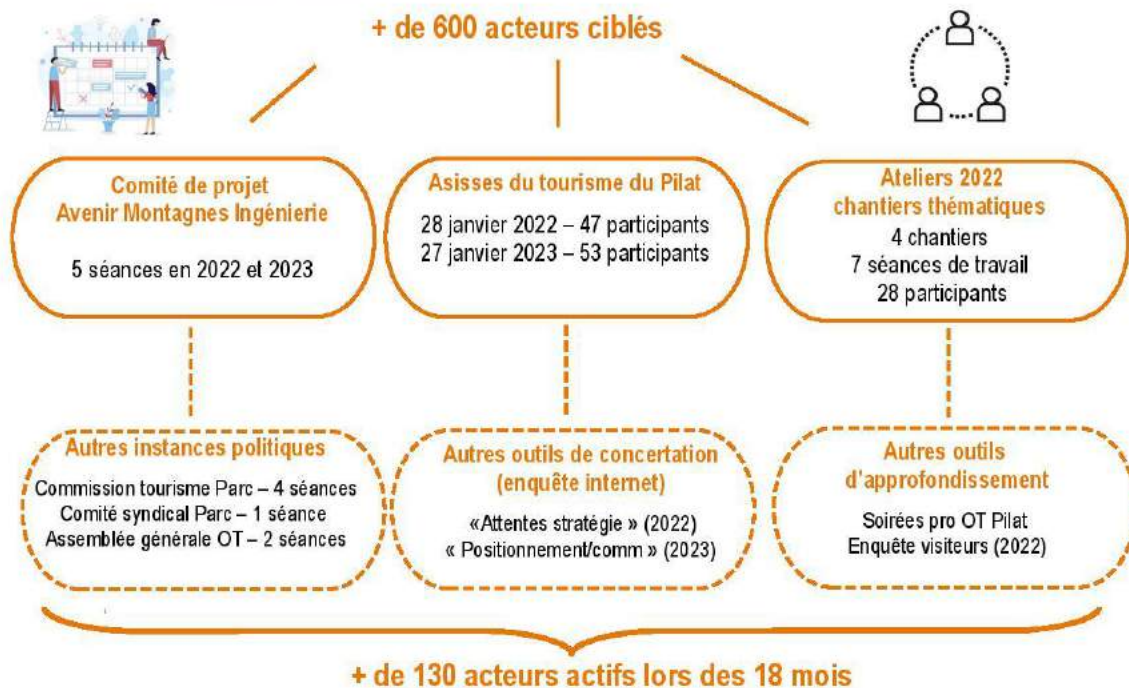 + de 600 acteurs ciblés
Comité de projet
Avenir Montagnes Ingénierie
5 séances en 2022 et 2023
Asisses du tourisme du Pilat
28 janvier 2022 – 47 participants
27 janvier 2023 – 53 participants
Ateliers 2022
chantiers thématiques
4 chantiers
7 séances de travail
28 participants
Autres instances politiques
Commission tourisme Parc – 4 séances
Comité syndical Parc – 1 séance
Assemblée générale OT – 2 séances
Autres outils de concertation
(enquête internet)
«Attentes stratégie » (2022)
« Positionnement/comm » (2023)
Autres outils
d'approfondissement
Soirées pro OT Pilat
Enquête visiteurs (2022)
+ de 130 acteurs actifs lors des 18 mois